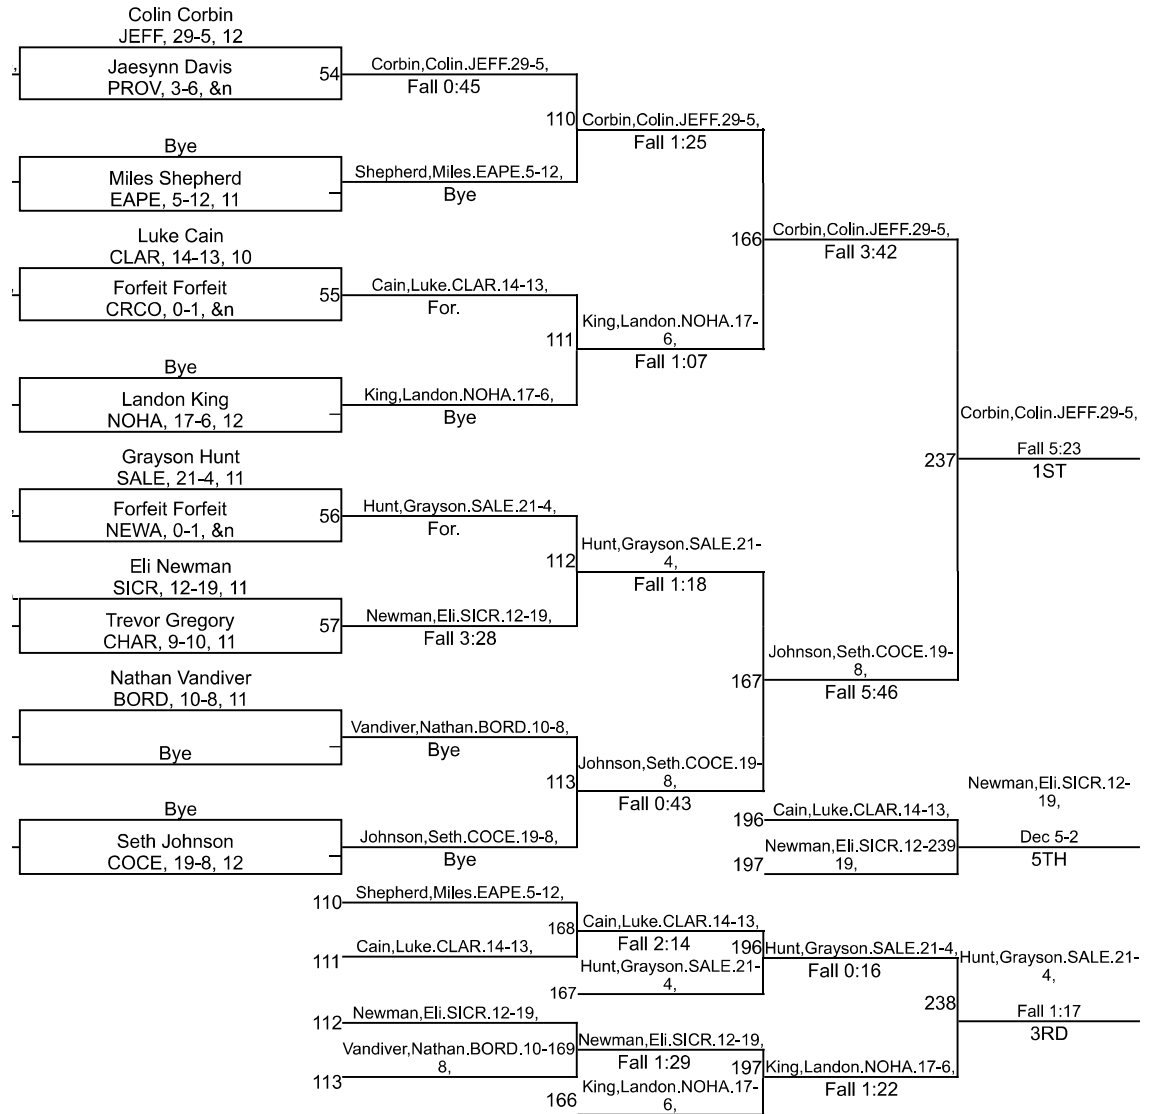 Colin Corbin
JEFF, 29-5, 12
Jaesynn Davis
PROV, 3-6, &n
54
Corbin,Colin.JEFF.29-5,
Fall 0:45
110
Corbin,Colin.JEFF.29-5,
Fall 1:25
Bye
Miles Shepherd
EAPE, 5-12, 11
Shepherd,Miles.EAPE.5-12,
Bye
166
Corbin,Colin.JEFF.29-5,
Fall 3:42
Luke Cain
CLAR, 14-13, 10
Forfeit Forfeit
CRCO, 0-1, &n
55
Cain,Luke.CLAR.14-13,
For.
111
King,Landon.NOHA.17-
6,
Fall 1:07
Bye
Landon King
NOHA, 17-6, 12
King,Landon.NOHA.17-6,
Bye
237
Corbin,Colin.JEFF.29-5,
Fall 5:23
1ST
Grayson Hunt
SALE, 21-4, 11
Forfeit Forfeit
NEWA, 0-1, &n
56
Hunt,Grayson.SALE.21-4,
For.
112
Hunt,Grayson.SALE.21-
4,
Fall 1:18
Eli Newman
SICR, 12-19, 11
Trevor Gregory
CHAR, 9-10, 11
57
Newman,Eli.SICR.12-19,
Fall 3:28
167
Johnson,Seth.COCE.19-
8,
Fall 5:46
Nathan Vandiver
BORD, 10-8, 11
Bye
Vandiver,Nathan.BORD.10-8,
Bye
113
Johnson,Seth.COCE.19-
8,
Fall 0:43
Bye
Seth Johnson
COCE, 19-8, 12
Johnson,Seth.COCE.19-8,
Bye
196
Cain,Luke.CLAR.14-13,
197
Newman,Eli.SICR.12-239
19,
Newman,Eli.SICR.12-
19,
Dec 5-2
5TH
110
Shepherd,Miles.EAPE.5-12,
111
Cain,Luke.CLAR.14-13,
168
Cain,Luke.CLAR.14-13,
Fall 2:14
167
Hunt,Grayson.SALE.21-
4,
196
Hunt,Grayson.SALE.21-4,
Fall 0:16
112
Newman,Eli.SICR.12-19,
113
Vandiver,Nathan.BORD.10-169
8,
Newman,Eli.SICR.12-19,
Fall 1:29
166
King,Landon.NOHA.17-
6,
197
King,Landon.NOHA.17-6,
Fall 1:22
238
Hunt,Grayson.SALE.21-
4,
Fall 1:17
3RD